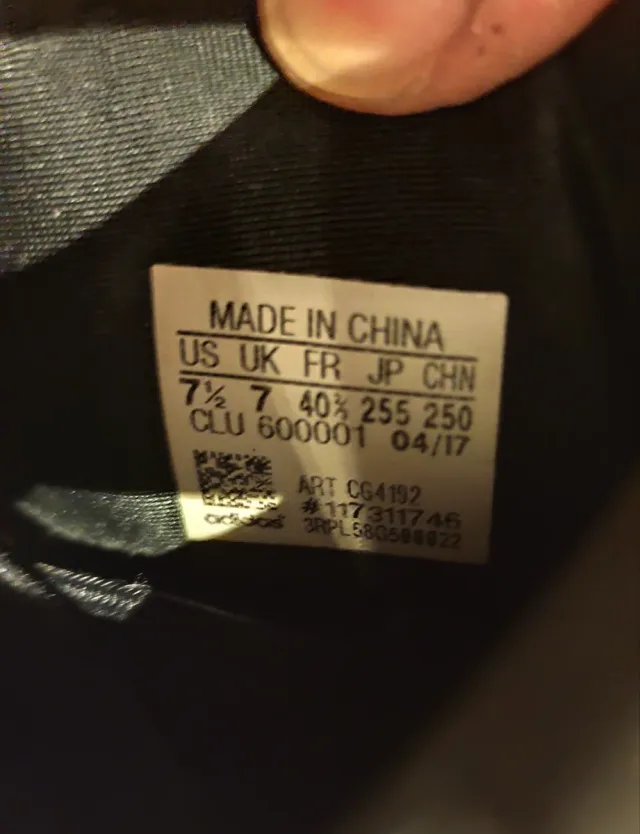 MADE IN CHINA
US UK FR JP CHN
7½ 7 40⅔ 255 250
CLU 600001 04/17
ART CG4192
#117311746
adidas